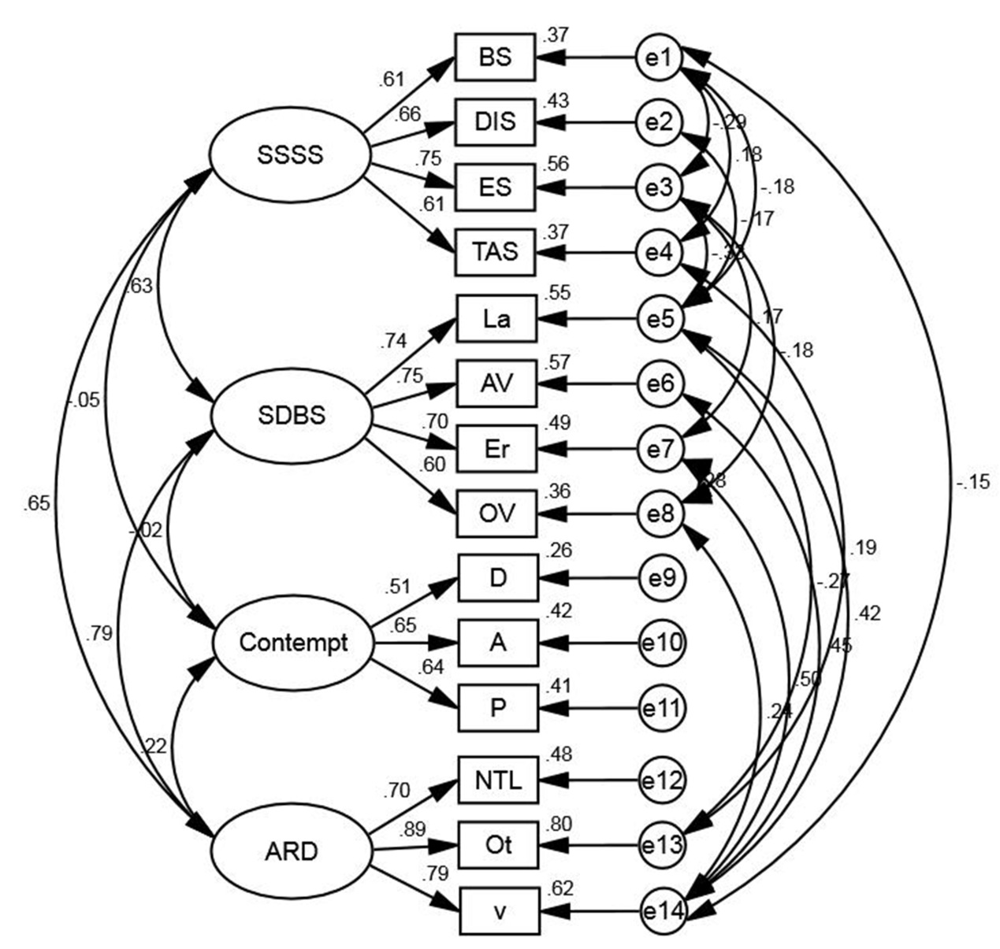 .37
BS
e1
.61
.43
DIS
e2
-.29
.66
SSSS
.18
.75
.56
ES
e3
-.18
.61
-.17
.37
TAS
e4
.63
.55
La
e5
.17
.74
-.18
.57
.75
AV
e6
-.05
SDBS
.70
.49
Er
e7
.60
.36
OV
e8
-.15
.65
-.02
.26
D
e9
.19
-.27
.51
.42
.42
.65
.79
Contempt
A
e10
.45
.64
.41
.50
P
e11
.24
.22
.48
NTL
e12
.70
.80
.89
ARD
Ot
e13
.79
.62
v
e14